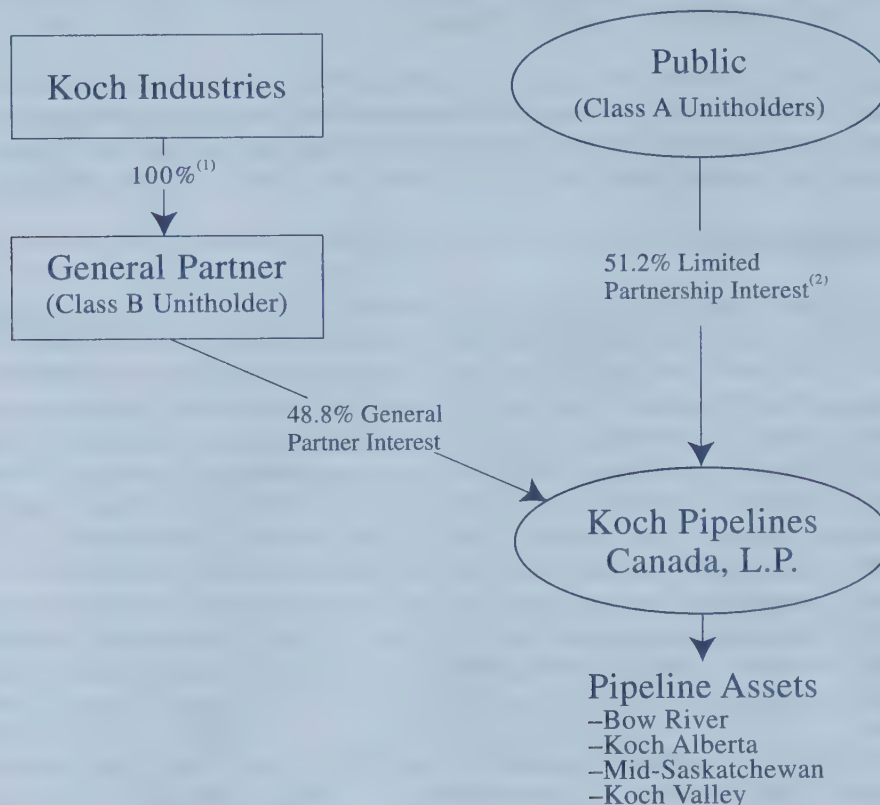 Koch Industries
100%(1)
General Partner
(Class B Unitholder)
48.8% General
Partner Interest
Public
(Class A Unitholders)
51.2% Limited
Partnership Interest(2)
Koch Pipelines
Canada, L.P.
Pipeline Assets
–Bow River
–Koch Alberta
–Mid-Saskatchewan
–Koch Valley